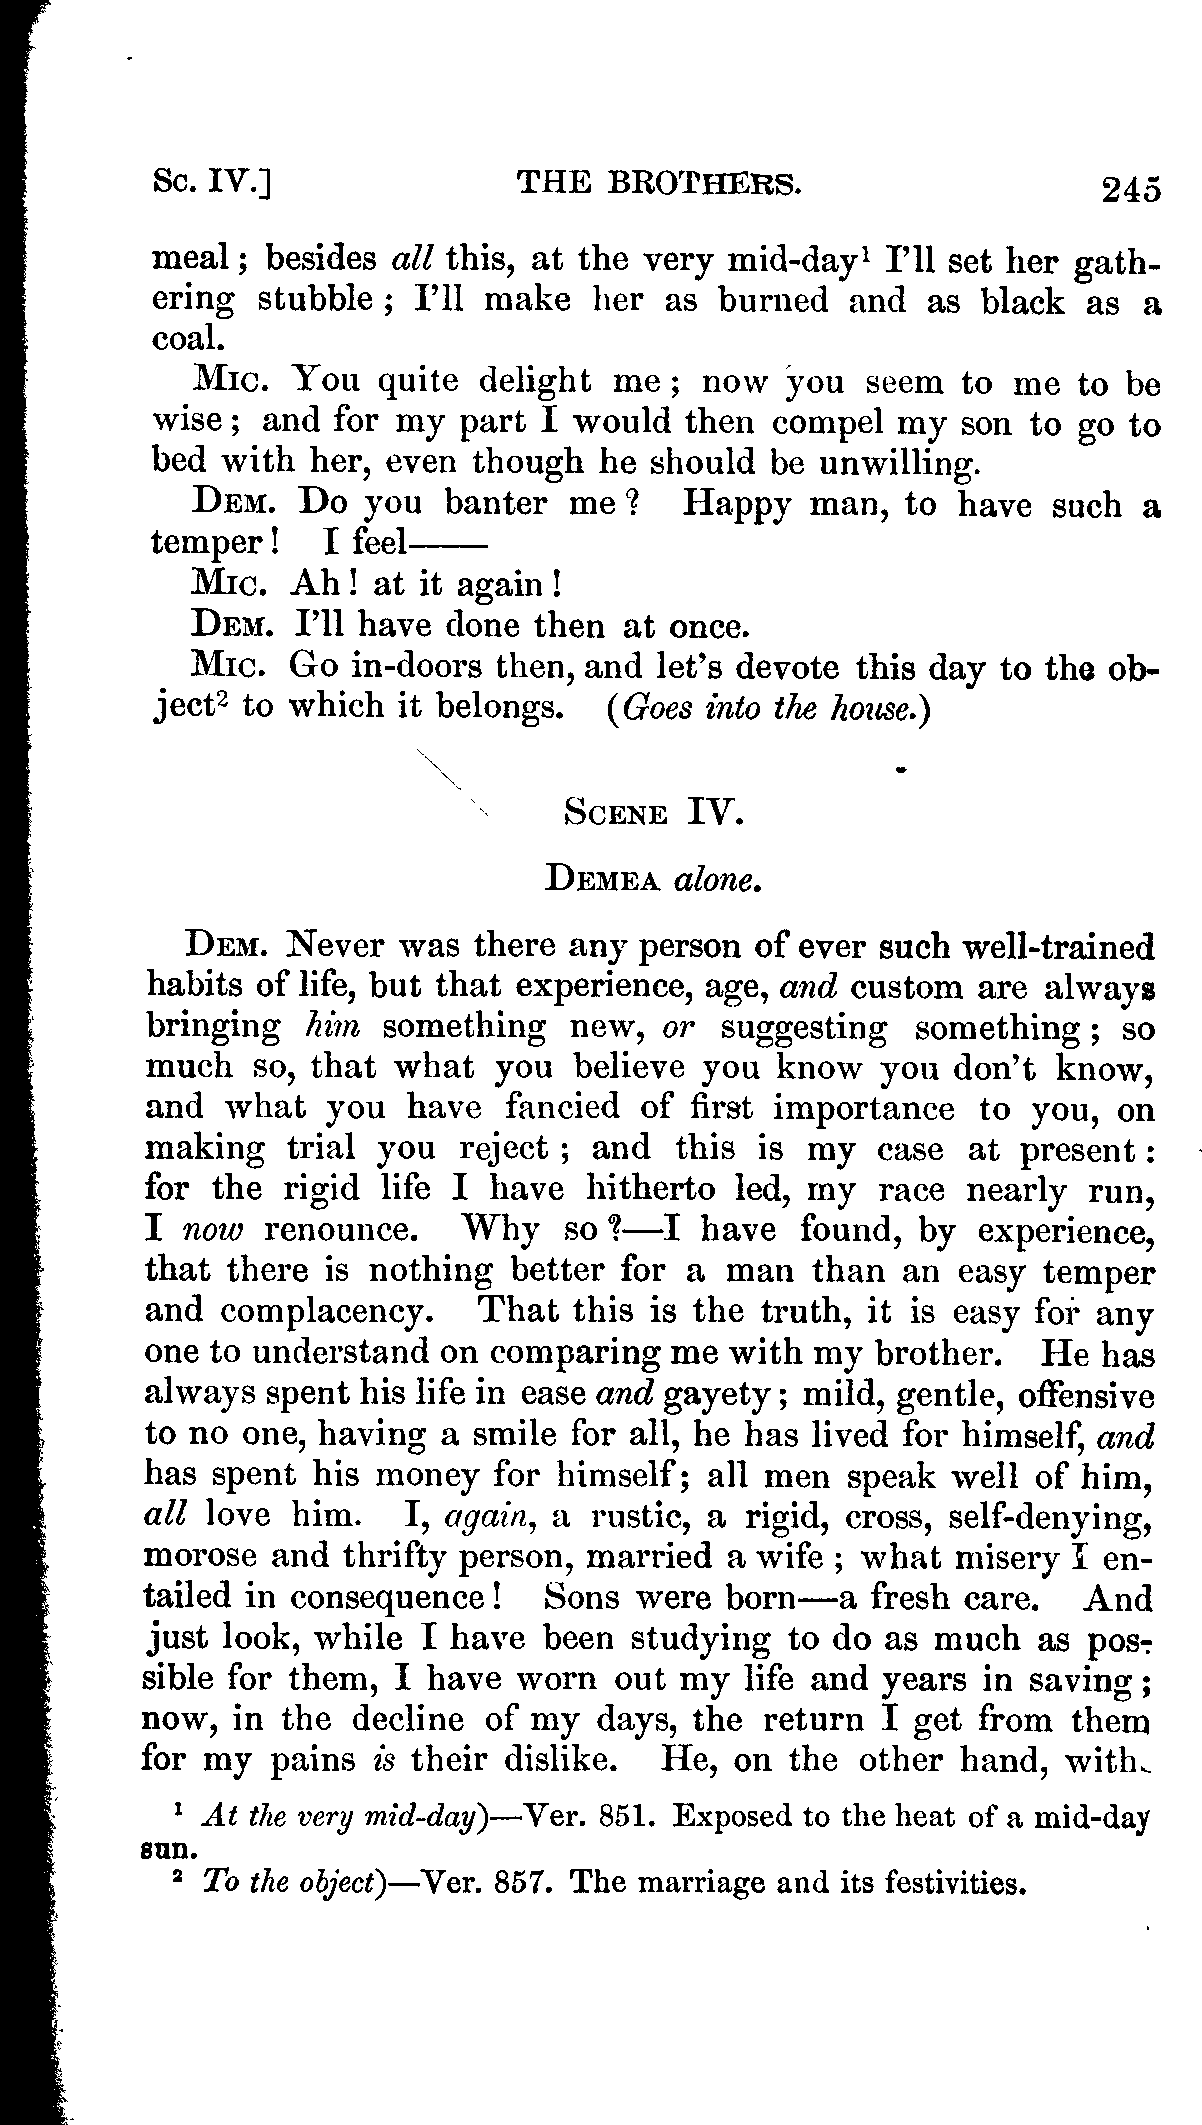 Sc. IV.] THE BROTHERS. 245
meal; besides all this, at the very mid-day¹ I'll set her gath-
ering stubble; I'll make her as burned and as black as a
coal.
Mic. You quite delight me; now you seem to me to be
wise; and for my part I would then compel my son to go to
bed with her, even though he should be unwilling.
Dem. Do you banter me? Happy man, to have such a
temper! I feel——
Mic. Ah! at it again!
Dem. I'll have done then at once.
Mic. Go in-doors then, and let's devote this day to the ob-
ject² to which it belongs. (Goes into the house.)
Scene IV.
Demea alone.
Dem. Never was there any person of ever such well-trained
habits of life, but that experience, age, and custom are always
bringing him something new, or suggesting something; so
much so, that what you believe you know you don't know,
and what you have fancied of first importance to you, on
making trial you reject; and this is my case at present:
for the rigid life I have hitherto led, my race nearly run,
I now renounce. Why so?—I have found, by experience,
that there is nothing better for a man than an easy temper
and complacency. That this is the truth, it is easy for any
one to understand on comparing me with my brother. He has
always spent his life in ease and gayety; mild, gentle, offensive
to no one, having a smile for all, he has lived for himself, and
has spent his money for himself; all men speak well of him,
all love him. I, again, a rustic, a rigid, cross, self-denying,
morose and thrifty person, married a wife; what misery I en-
tailed in consequence! Sons were born—a fresh care. And
just look, while I have been studying to do as much as pos-
sible for them, I have worn out my life and years in saving;
now, in the decline of my days, the return I get from them
for my pains is their dislike. He, on the other hand, with-
¹ At the very mid-day)—Ver. 851. Exposed to the heat of a mid-day
sun.
² To the object)—Ver. 857. The marriage and its festivities.